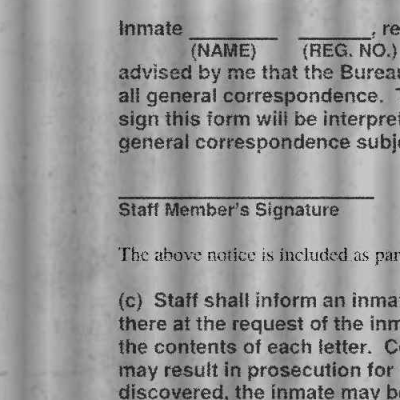 Inmate ________ ________, re
(NAME) (REG. NO.)
advised by me that the Bureau
all general correspondence.
sign this form will be interpre
general correspondence subj
Staff Member's Signature
The above notice is included as par
(c) Staff shall inform an inma
there at the request of the inm
the contents of each letter. C
may result in prosecution for
discovered, the inmate may b